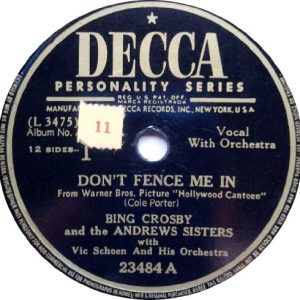 DECCA
PERSONALITY SERIES
REG. U.S. PAT. OFF.
MARCA REGISTRADA
DECCA RECORDS, INC., NEW YORK, U.S.A.
(L 3475)
Album No.
11
12 SIDES--
Vocal
With Orchestra
DON'T FENCE ME IN
From Warner Bros. Picture "Hollywood Canteen"
(Cole Porter)
BING CROSBY
and the ANDREWS SISTERS
with
Vic Schoen And His Orchestra
23484 A